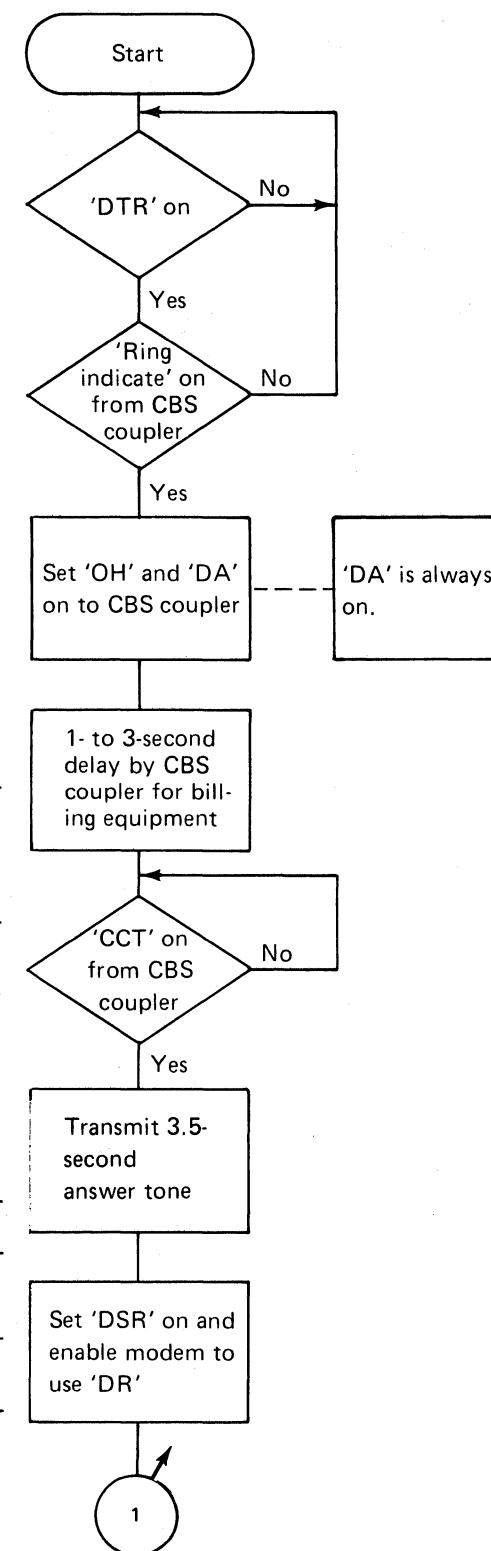 Start
'DTR' on
No
Yes
'Ring
indicate' on
from CBS
coupler
No
Yes
Set 'OH' and 'DA'
on to CBS coupler
'DA' is always
on.
1- to 3-second
delay by CBS
coupler for bill-
ing equipment
'CCT' on
from CBS
coupler
No
Yes
Transmit 3.5-
second
answer tone
Set 'DSR' on and
enable modem to
use 'DR'
1